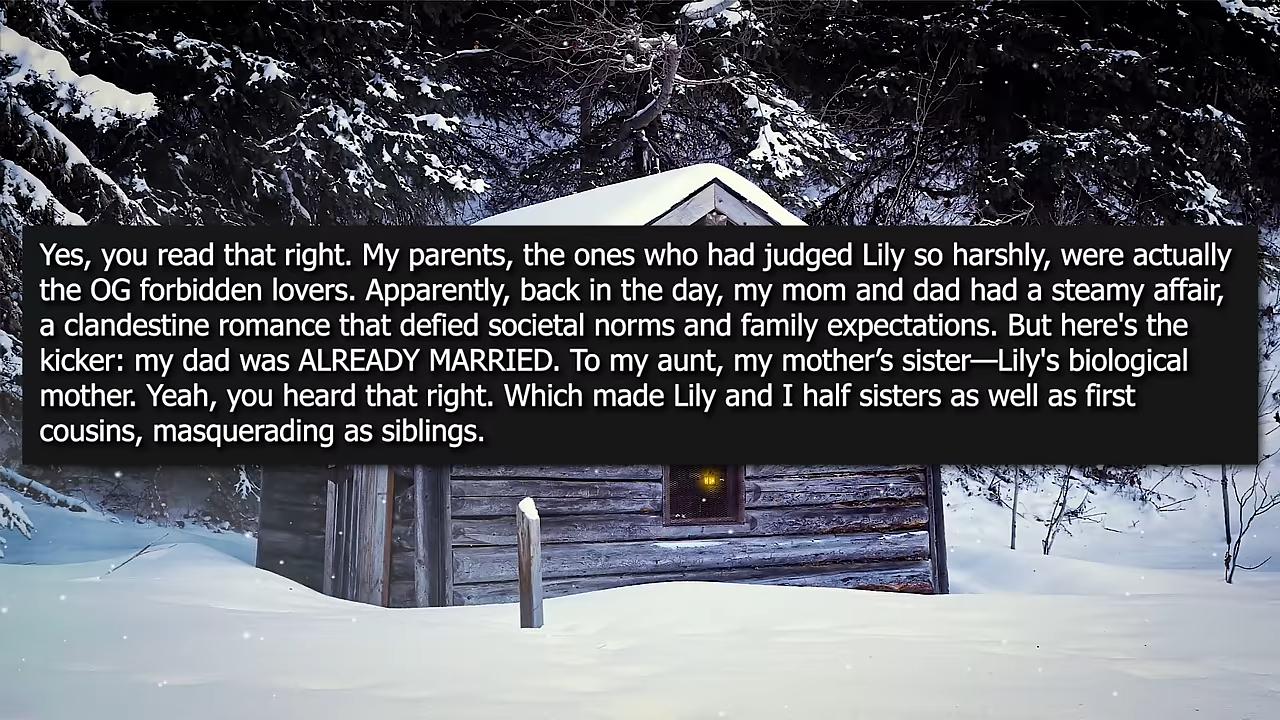 Yes, you read that right. My parents, the ones who had judged Lily so harshly, were actually
the OG forbidden lovers. Apparently, back in the day, my mom and dad had a steamy affair,
a clandestine romance that defied societal norms and family expectations. But here's the
kicker: my dad was ALREADY MARRIED. To my aunt, my mother’s sister—Lily's biological
mother. Yeah, you heard that right. Which made Lily and I half sisters as well as first
cousins, masquerading as siblings.